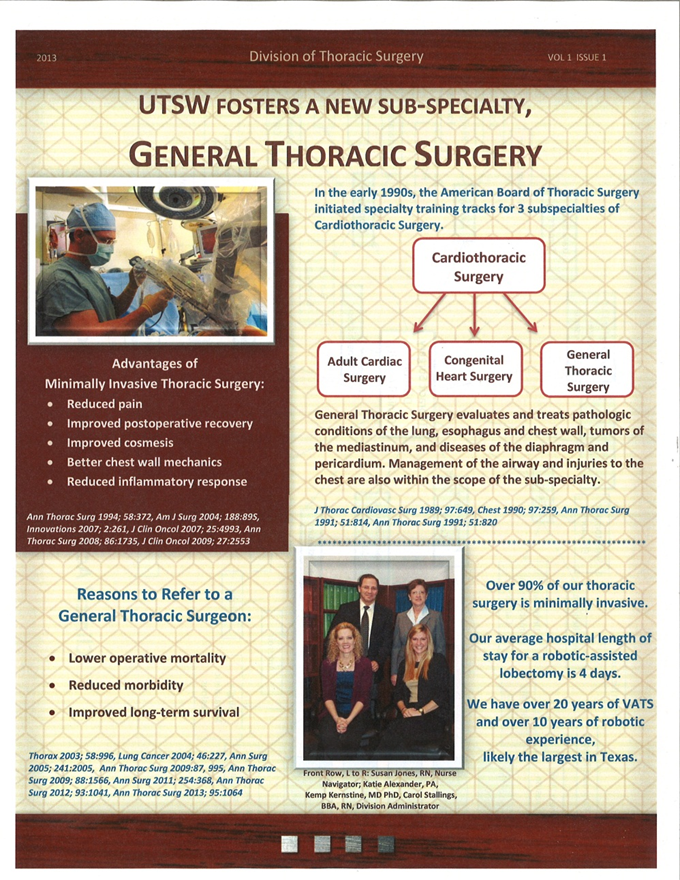 2013
Division of Thoracic Surgery
VOL 1 ISSUE 1
UTSW FOSTERS A NEW SUB-SPECIALTY,
GENERAL THORACIC SURGERY
In the early 1990s, the American Board of Thoracic Surgery
initiated specialty training tracks for 3 subspecialties of
Cardiothoracic Surgery.
Cardiothoracic
Surgery
Adult Cardiac
Surgery
Congenital
Heart Surgery
General
Thoracic
Surgery
General Thoracic Surgery evaluates and treats pathologic
conditions of the lung, esophagus and chest wall, tumors of
the mediastinum, and diseases of the diaphragm and
pericardium. Management of the airway and injuries to the
chest are also within the scope of the sub-specialty.
J Thorac Cardiovasc Surg 1989; 97:649, Chest 1990; 97:259, Ann Thorac Surg
1991; 51:814, Ann Thorac Surg 1991; 51:820
Advantages of
Minimally Invasive Thoracic Surgery:
• Reduced pain
• Improved postoperative recovery
• Improved cosmesis
• Better chest wall mechanics
• Reduced inflammatory response
Ann Thorac Surg 1994; 58:372, Am J Surg 2004; 188:89S,
Innovations 2007; 2:261, J Clin Oncol 2007; 25:4993, Ann
Thorac Surg 2008; 86:1735, J Clin Oncol 2009; 27:2553
Reasons to Refer to a
General Thoracic Surgeon:
• Lower operative mortality
• Reduced morbidity
• Improved long-term survival
Thorax 2003; 58:996, Lung Cancer 2004; 46:227, Ann Surg
2005; 241:2005, Ann Thorac Surg 2009:87, 995, Ann Thorac
Surg 2009; 88:1566, Ann Surg 2011; 254:368, Ann Thorac
Surg 2012; 93:1041, Ann Thorac Surg 2013; 95:1064
Front Row, L to R: Susan Jones, RN, Nurse
Navigator; Katie Alexander, PA,
Kemp Kernstine, MD PhD, Carol Stallings,
BBA, RN, Division Administrator
Over 90% of our thoracic
surgery is minimally invasive.
Our average hospital length of
stay for a robotic-assisted
lobectomy is 4 days.
We have over 20 years of VATS
and over 10 years of robotic
experience,
likely the largest in Texas.